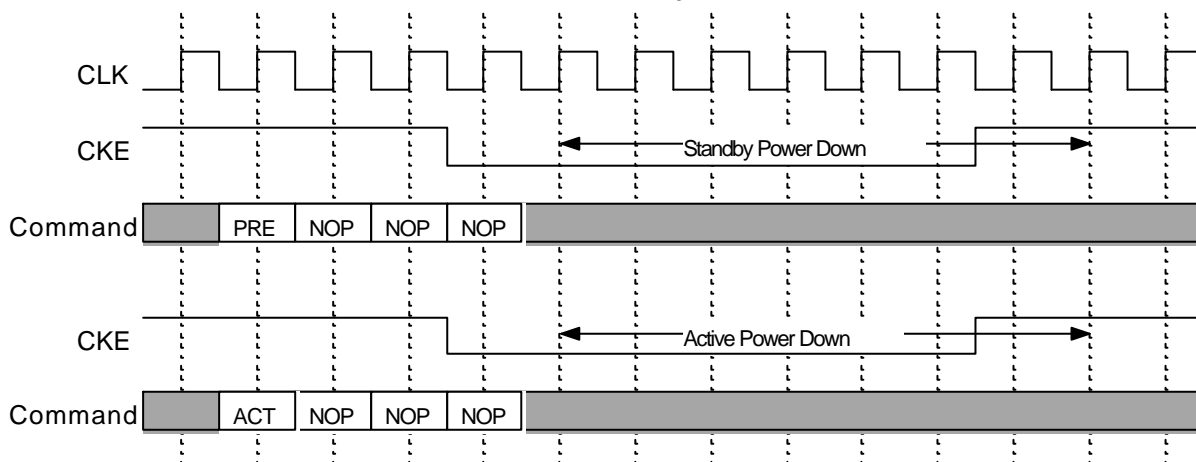 CLK
CKE
Standby Power Down
Command
PRE NOP NOP NOP
CKE
Active Power Down
Command
ACT NOP NOP NOP